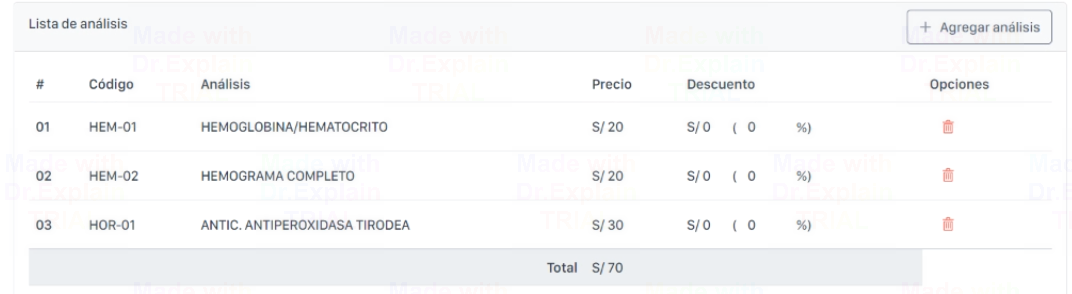 Lista de análisis
+ Agregar análisis
# Código Análisis Precio Descuento Opciones
01 HEM-01 HEMOGLOBINA/HEMATOCRITO S/ 20 S/ 0 ( 0 %)
02 HEM-02 HEMOGRAMA COMPLETO S/ 20 S/ 0 ( 0 %)
03 HOR-01 ANTIC. ANTIPEROXIDASA TIRODEA S/ 30 S/ 0 ( 0 %)
Total S/ 70
Made with
Dr.Explain
TRIAL